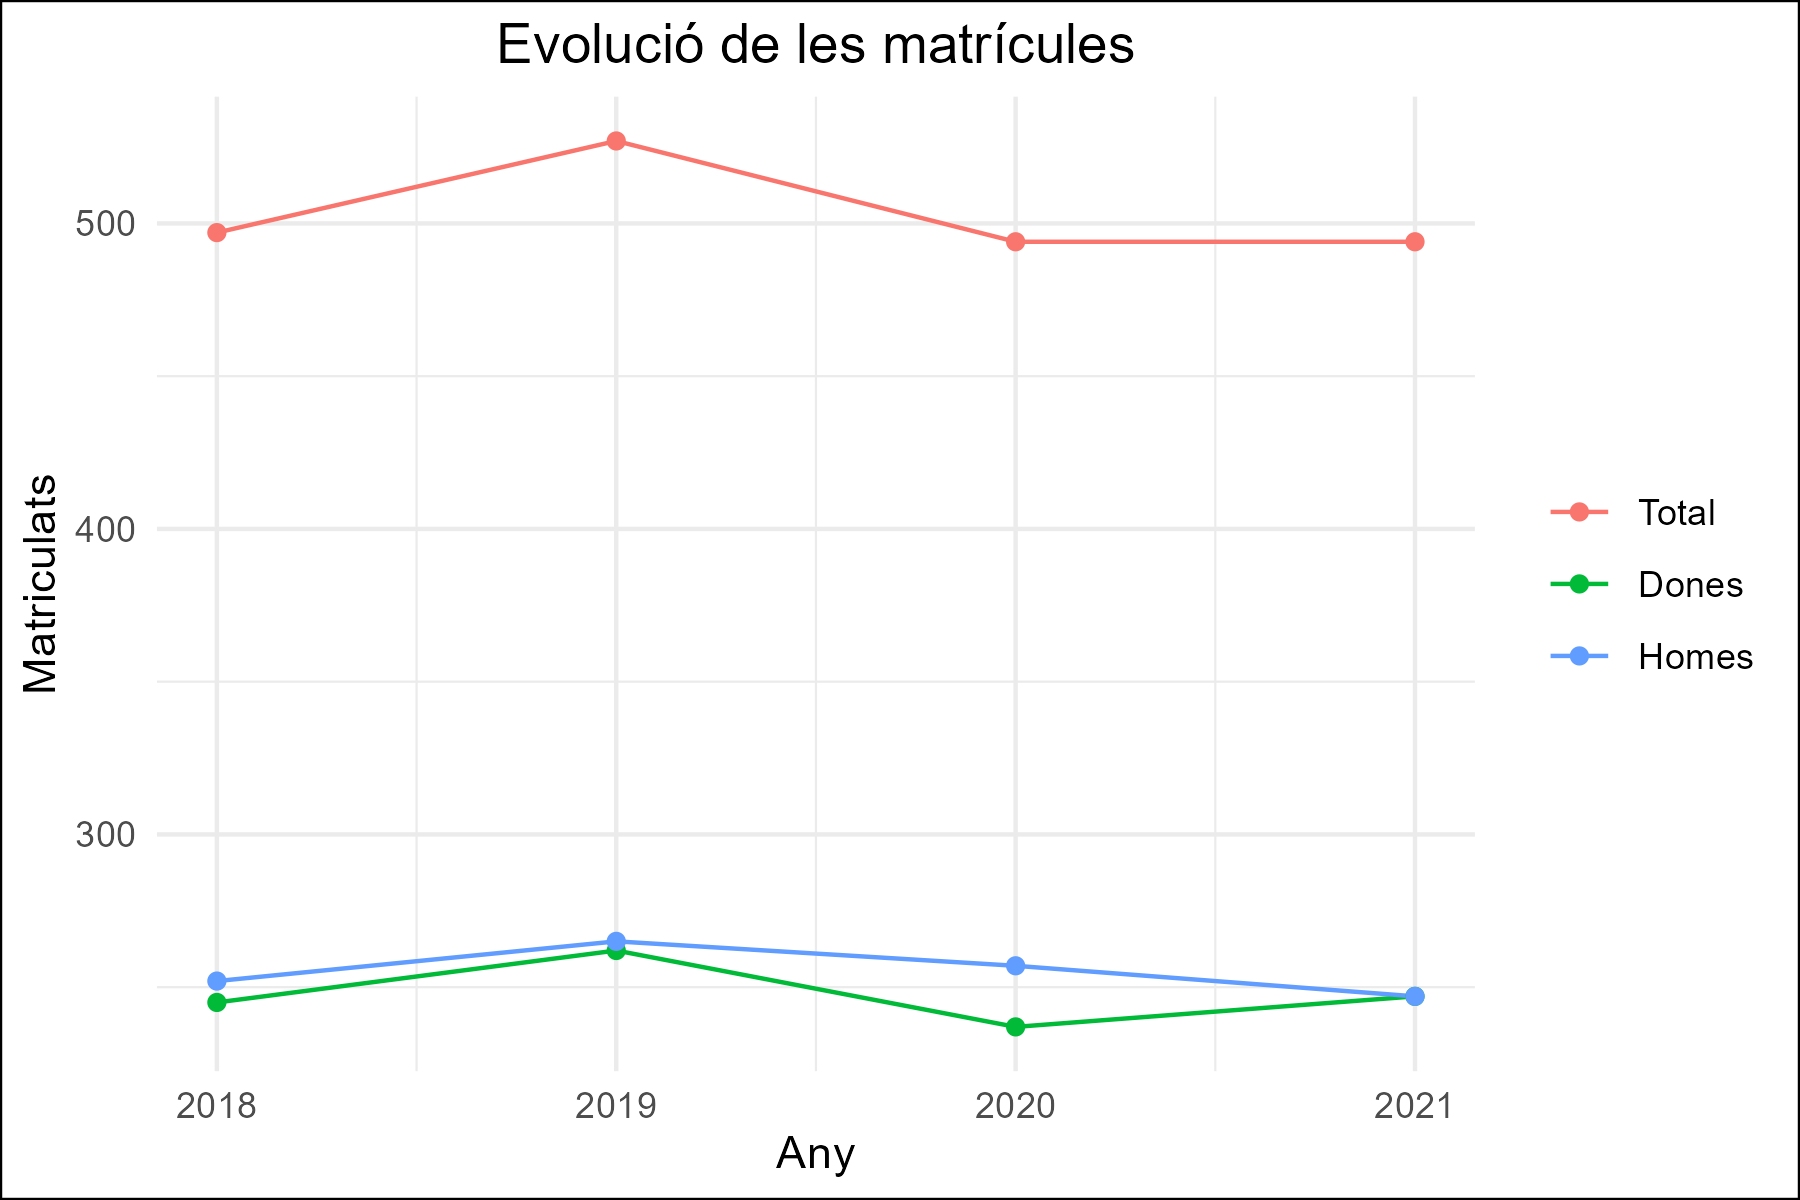 Evolució de les matrícules
Matriculats
500
400
300
2018
2019
2020
2021
Any
Total
Dones
Homes